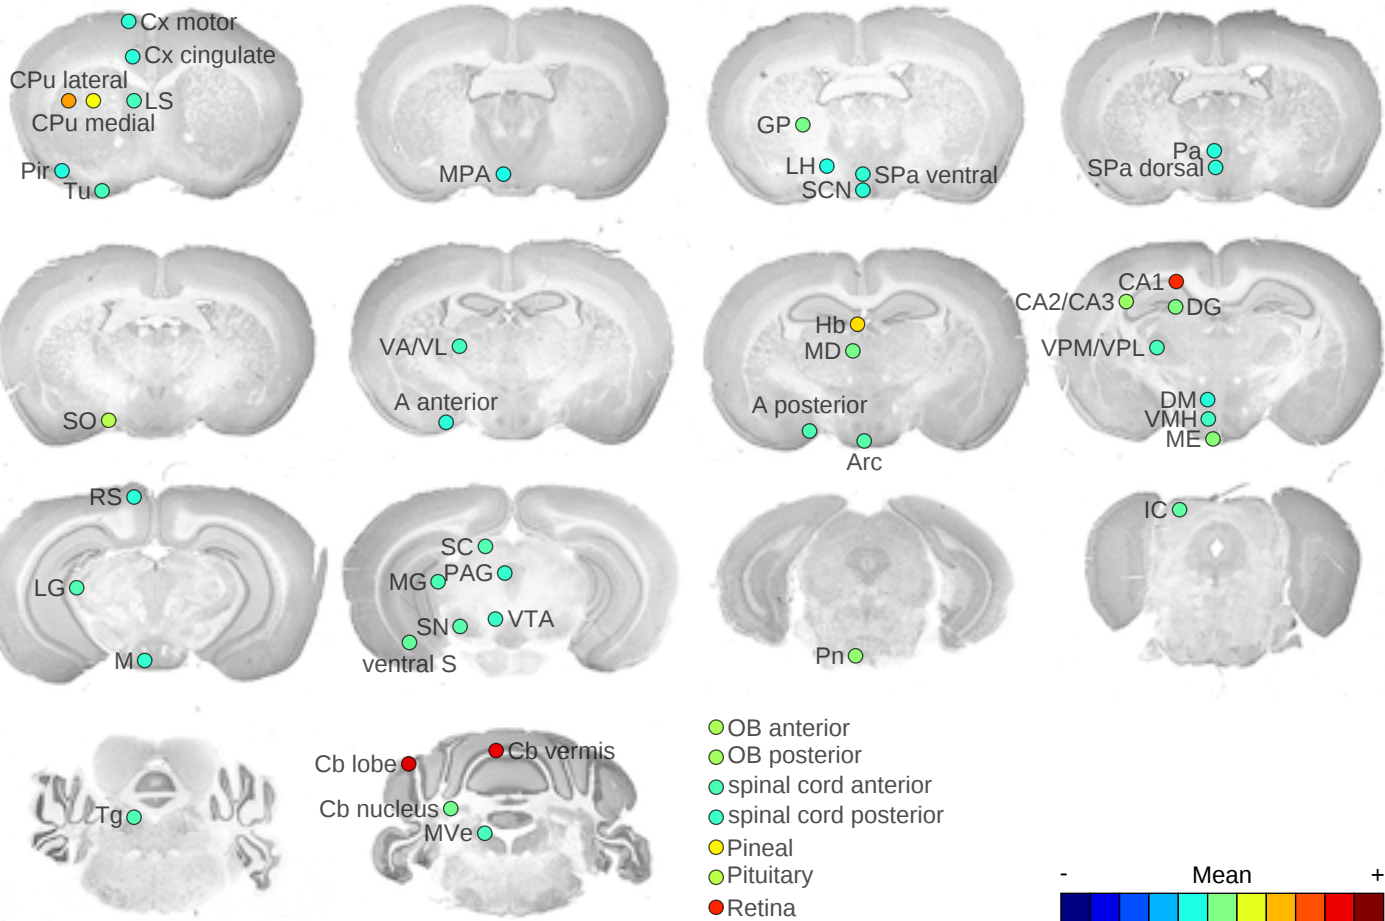 Cx motor
Cx cingulate
CPu lateral
LS
CPu medial
Pir
Tu
MPA
GP
LH
SPa ventral
SCN
Pa
SPa dorsal
SO
VA/VL
A anterior
Hb
MD
A posterior
Arc
CA1
CA2/CA3
DG
VPM/VPL
DM
VMH
ME
RS
LG
M
SC
PAG
MG
VTA
SN
ventral S
Pn
IC
Tg
Cb lobe
Cb vermis
Cb nucleus
MVe
OB anterior
OB posterior
spinal cord anterior
spinal cord posterior
Pineal
Pituitary
Retina
- Mean +